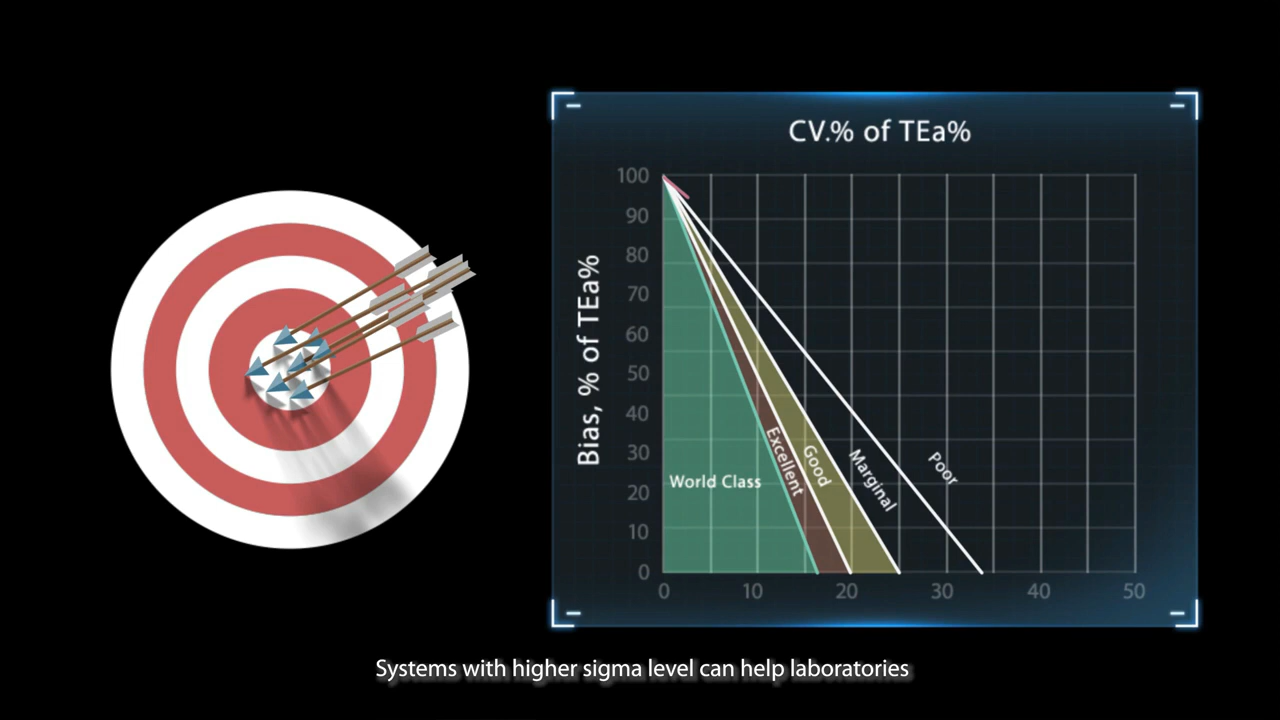 CV.% of TEa%
Bias, % of TEa%
100
90
80
70
60
50
40
30
20
10
0
0 10 20 30 40 50
World Class
Excellent
Good
Marginal
Poor
Systems with higher sigma level can help laboratories